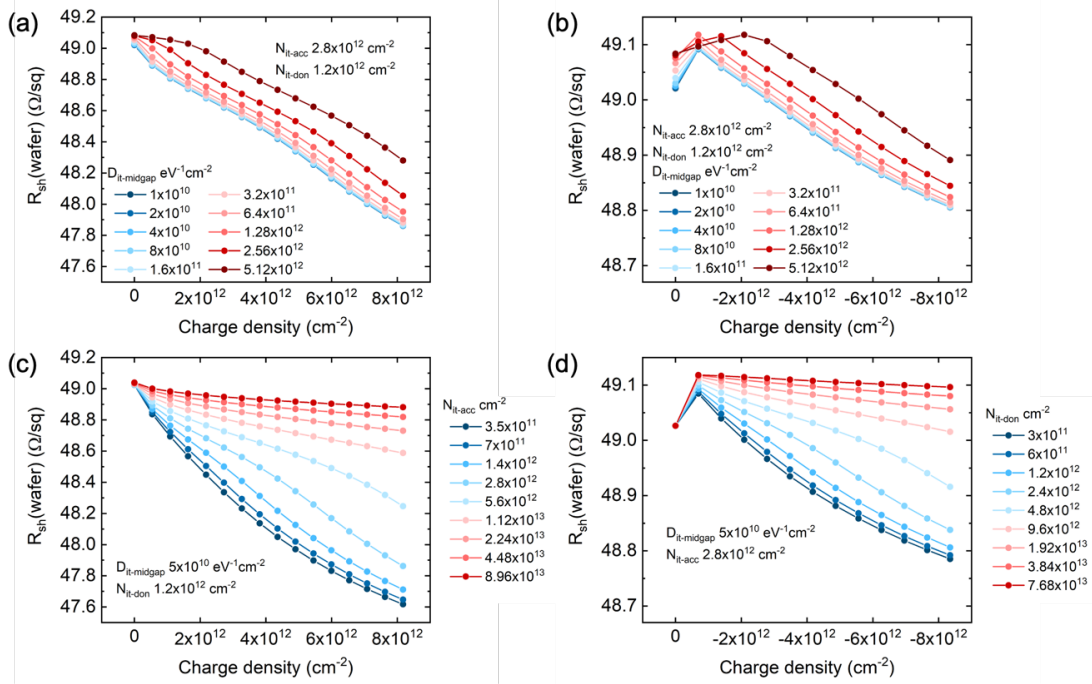 (a)
R_sh(wafer) (Ω/sq)
49.2
49.0
48.8
48.6
48.4
48.2
48.0
47.8
47.6
N_it-acc 2.8x10^12 cm^-2
N_it-don 1.2x10^12 cm^-2
D_it-midgap eV^-1cm^-2
1x10^10
2x10^10
4x10^10
8x10^10
1.6x10^11
3.2x10^11
6.4x10^11
1.28x10^12
2.56x10^12
5.12x10^12
0 2x10^12 4x10^12 6x10^12 8x10^12
Charge density (cm^-2)
(b)
R_sh(wafer) (Ω/sq)
49.1
49.0
48.9
48.8
48.7
N_it-acc 2.8x10^12 cm^-2
N_it-don 1.2x10^12 cm^-2
D_it-midgap eV^-1cm^-2
1x10^10
2x10^10
4x10^10
8x10^10
1.6x10^11
3.2x10^11
6.4x10^11
1.28x10^12
2.56x10^12
5.12x10^12
0 -2x10^12 -4x10^12 -6x10^12 -8x10^12
Charge density (cm^-2)
(c)
R_sh(wafer) (Ω/sq)
49.2
49.0
48.8
48.6
48.4
48.2
48.0
47.8
47.6
D_it-midgap 5x10^10 eV^-1cm^-2
N_it-don 1.2x10^12 cm^-2
0 2x10^12 4x10^12 6x10^12 8x10^12
Charge density (cm^-2)
N_it-acc cm^-2
3.5x10^11
7x10^11
1.4x10^12
2.8x10^12
5.6x10^12
1.12x10^13
2.24x10^13
4.48x10^13
8.96x10^13
(d)
R_sh(wafer) (Ω/sq)
49.1
49.0
48.9
48.8
48.7
D_it-midgap 5x10^10 eV^-1cm^-2
N_it-acc 2.8x10^12 cm^-2
0 -2x10^12 -4x10^12 -6x10^12 -8x10^12
Charge density (cm^-2)
N_it-don cm^-2
3x10^11
6x10^11
1.2x10^12
2.4x10^12
4.8x10^12
9.6x10^12
1.92x10^13
3.84x10^13
7.68x10^13